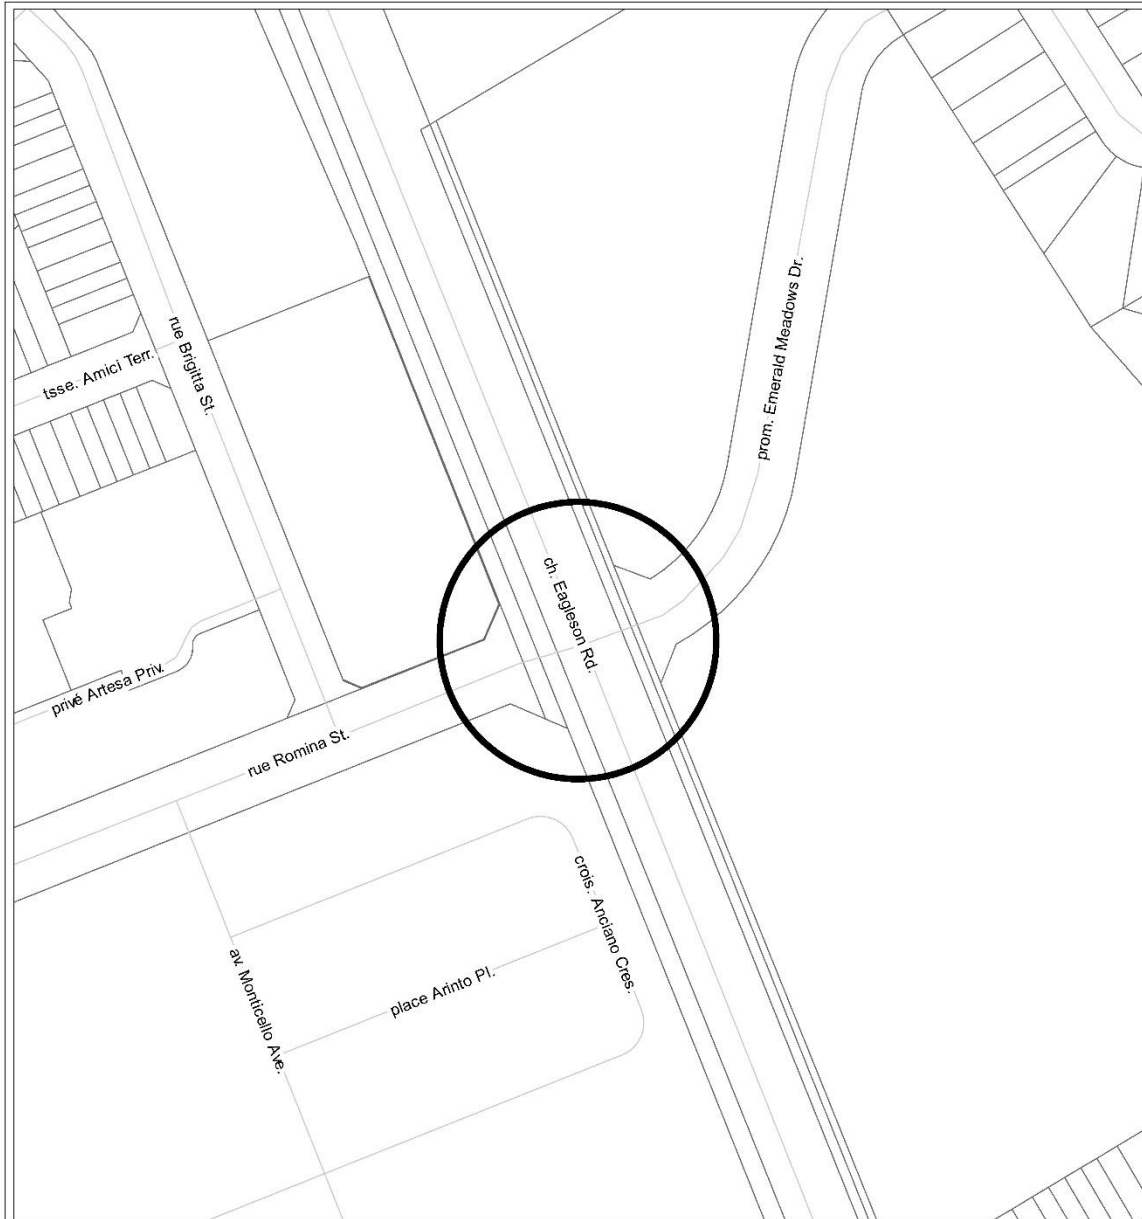 prom. Emerald Meadows Dr.
rue Brigitta St.
tsse. Amici Terr.
ch. Eagleson Rd.
privé Artesa Priv.
rue Romina St.
crois. Anciano Cres.
av. Monticello Ave.
place Arinto Pl.